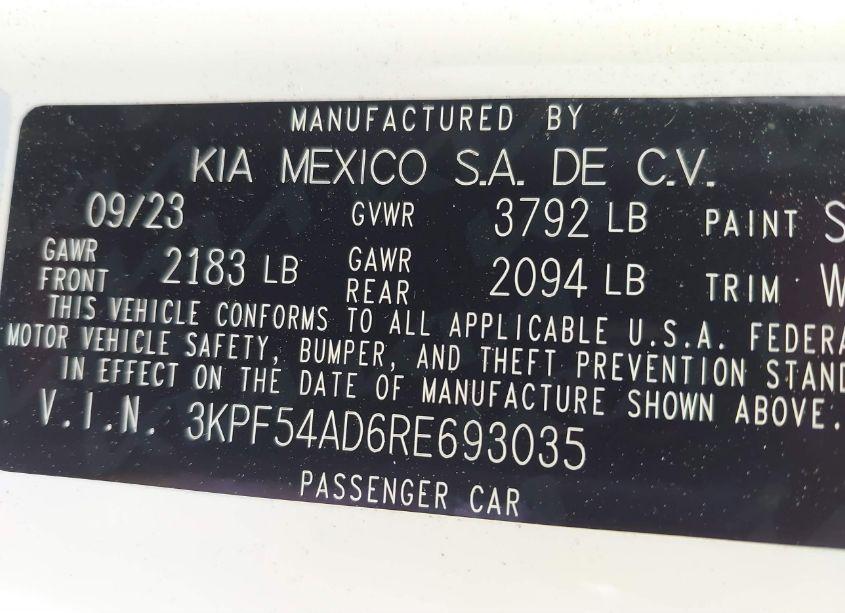 MANUFACTURED BY
KIA MEXICO S.A. DE C.V.
09/23 GVWR 3792 LB PAINT S
GAWR FRONT 2183 LB GAWR REAR 2094 LB TRIM W
THIS VEHICLE CONFORMS TO ALL APPLICABLE U.S.A. FEDERA
MOTOR VEHICLE SAFETY, BUMPER, AND THEFT PREVENTION STAND
IN EFFECT ON THE DATE OF MANUFACTURE SHOWN ABOVE.
V.I.N. 3KPF54AD6RE693035
PASSENGER CAR